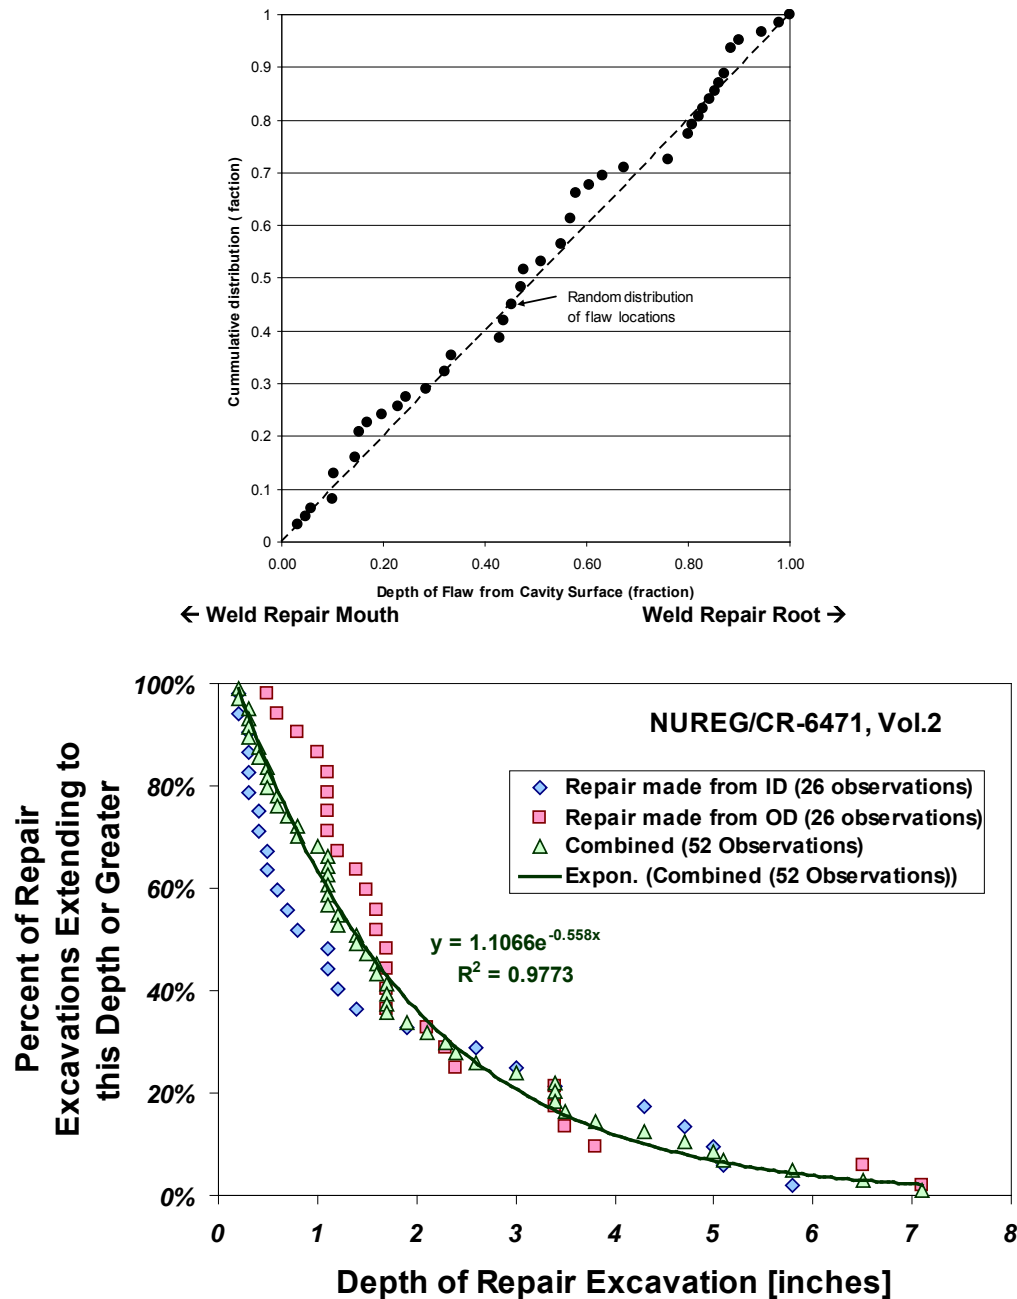 1
0.9
0.8
0.7
0.6
0.5
0.4
0.3
0.2
0.1
0
Cummulative distribution ( faction)
Random distribution
of flaw locations
0.00 0.20 0.40 0.60 0.80 1.00
Depth of Flaw from Cavity Surface (fraction)
← Weld Repair Mouth Weld Repair Root →
100%
80%
60%
40%
20%
0%
Percent of Repair
Excavations Extending to
this Depth or Greater
NUREG/CR-6471, Vol.2
Repair made from ID (26 observations)
Repair made from OD (26 observations)
Combined (52 Observations)
Expon. (Combined (52 Observations))
y = 1.1066e^-0.558x
R² = 0.9773
0 1 2 3 4 5 6 7 8
Depth of Repair Excavation [inches]